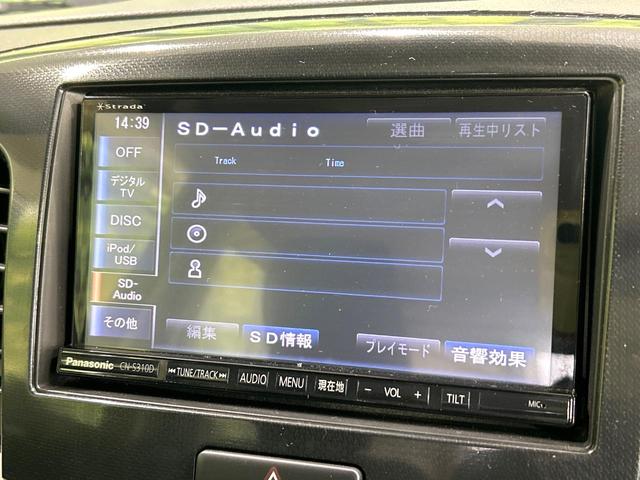 Strada
14:39
SD-Audio
選曲
再生中リスト
OFF
Track Time
デジタル
TV
DISC
iPod/
USB
SD-
Audio
その他
編集
SD情報
プレイモード
音響効果
Panasonic CN-S310D
TUNE/TRACK
AUDIO
MENU
現在地
− VOL +
TILT
MIC